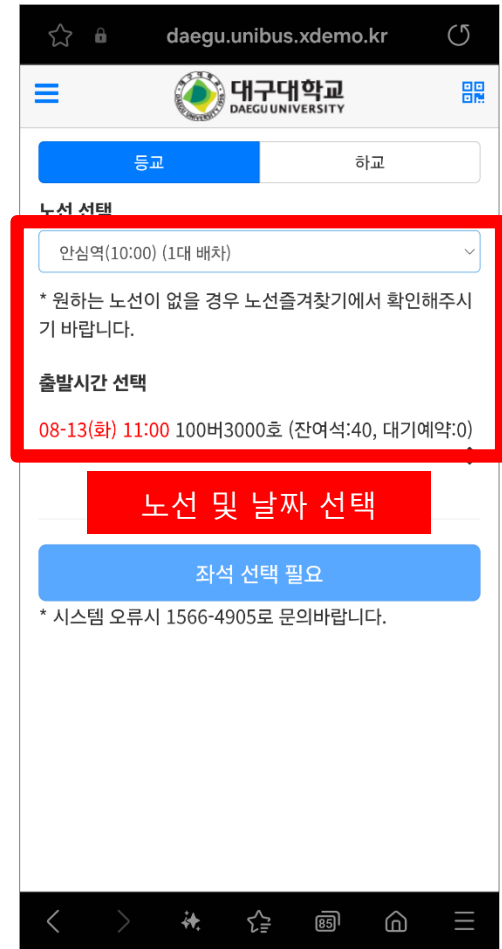 daegu.unibus.xdemo.kr
대구대학교
DAEGU UNIVERSITY
등교
하교
노선 선택
안심역(10:00) (1대 배차)
* 원하는 노선이 없을 경우 노선즐겨찾기에서 확인해주시
기 바랍니다.
출발시간 선택
08-13(화) 11:00 100버3000호 (잔여석:40, 대기예약:0)
노선 및 날짜 선택
좌석 선택 필요
* 시스템 오류시 1566-4905로 문의바랍니다.
85